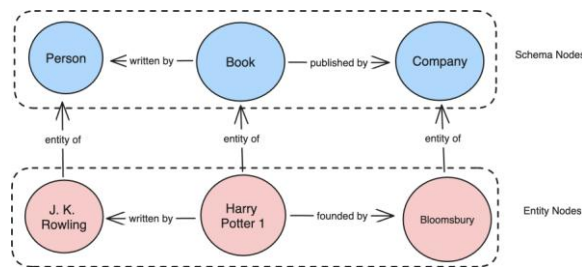 Person
written by
Book
published by
Company
Schema Nodes
entity of
entity of
entity of
J. K.
Rowling
written by
Harry
Potter 1
founded by
Bloomsbury
Entity Nodes